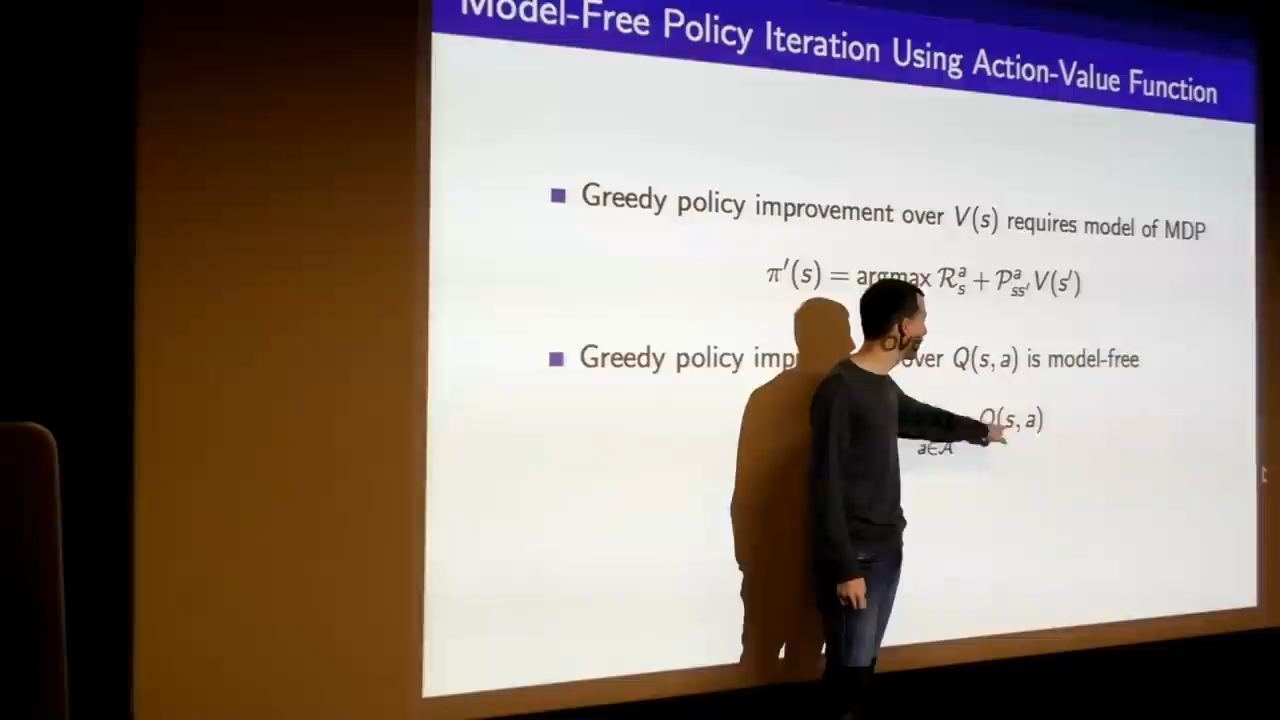 Model-Free Policy Iteration Using Action-Value Function
Greedy policy improvement over V(s) requires model of MDP
π′(s) = argmax R^a_s + P^a_ss′ V(s′)
Greedy policy over Q(s, a) is model-free
Q(s, a)
a∈A